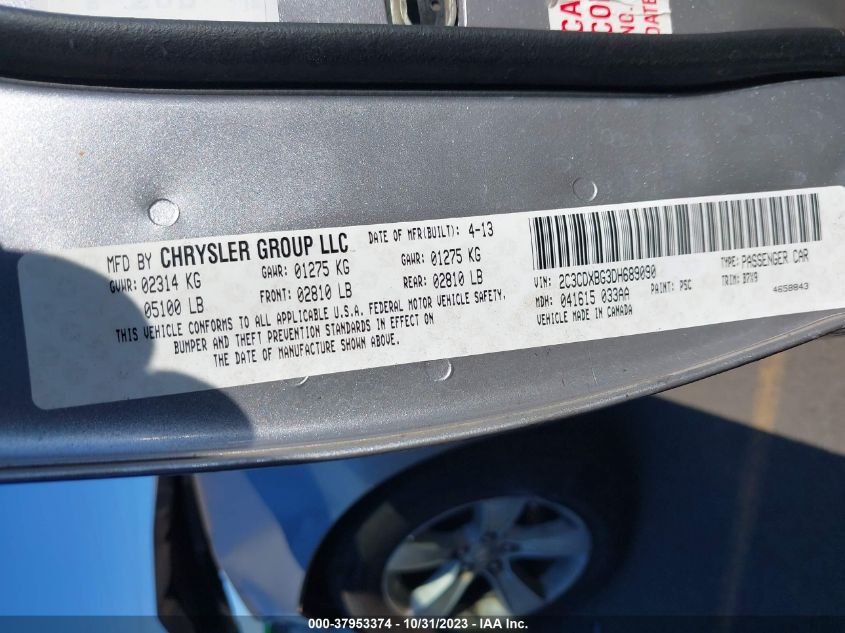 CA
CO
NO.
DATE
MFD BY CHRYSLER GROUP LLC DATE OF MFR(BUILT): 4-13
GVWR: 02314 KG GAWR: 01275 KG GAWR: 01275 KG
05100 LB FRONT: 02810 LB REAR: 02810 LB
THIS VEHICLE CONFORMS TO ALL APPLICABLE U.S.A. FEDERAL MOTOR VEHICLE SAFETY,
BUMPER AND THEFT PREVENTION STANDARDS IN EFFECT ON
THE DATE OF MANUFACTURE SHOWN ABOVE.
VIN: 2C3CDXBG3DH689090 TYPE: PASSENGER CAR
MDH: 041615 033AA PAINT: PSC TRIM: B7X9
VEHICLE MADE IN CANADA 4658843
000-37953374 - 10/31/2023 - IAA Inc.